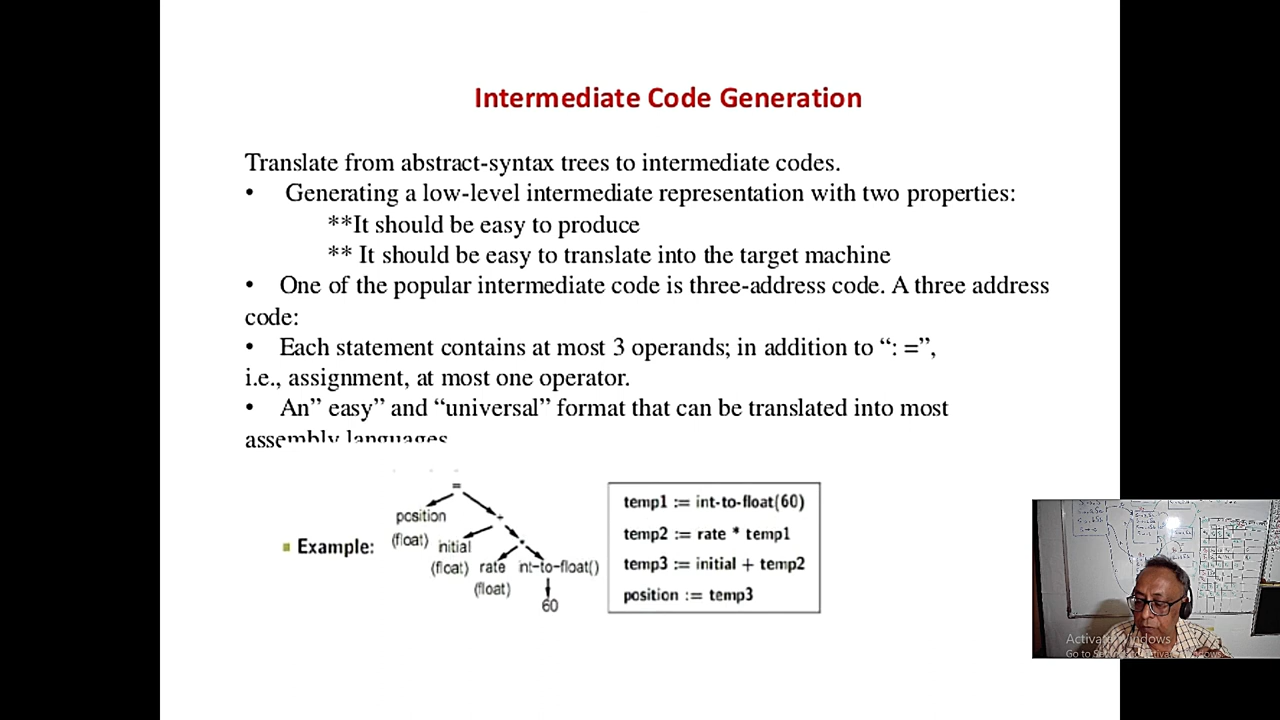 Intermediate Code Generation
Translate from abstract-syntax trees to intermediate codes.
• Generating a low-level intermediate representation with two properties:
**It should be easy to produce
** It should be easy to translate into the target machine
• One of the popular intermediate code is three-address code. A three address
code:
• Each statement contains at most 3 operands; in addition to “: =”,
i.e., assignment, at most one operator.
• An” easy” and “universal” format that can be translated into most
assembly languages
Example:
=
position
(float)
+
initial
(float)
*
rate
(float)
int-to-float()
60
temp1 := int-to-float(60)
temp2 := rate * temp1
temp3 := initial + temp2
position := temp3
Activate Windows